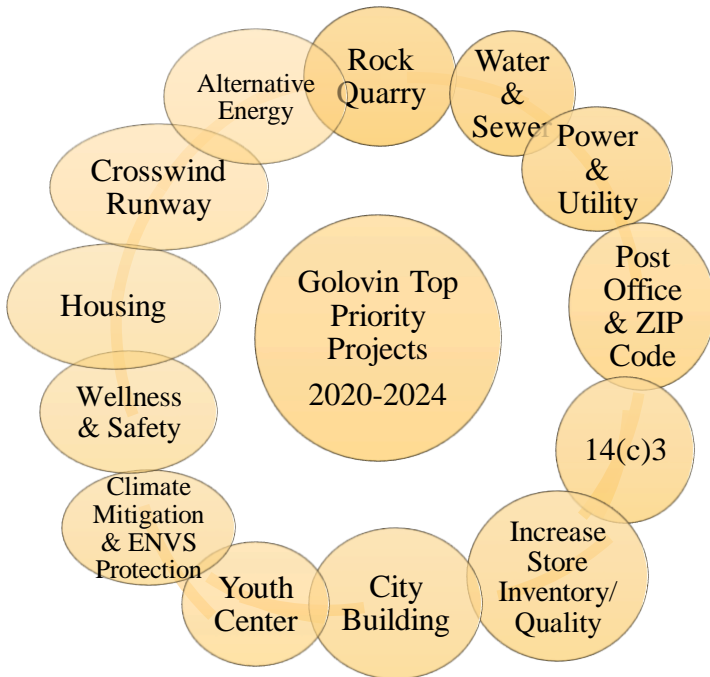 Golovin Top
Priority
Projects
2020-2024
Rock
Quarry
Water
&
Sewer
Power
&
Utility
Post
Office
& ZIP
Code
14(c)3
Increase
Store
Inventory/
Quality
City
Building
Youth
Center
Climate
Mitigation
& ENVS
Protection
Wellness
& Safety
Housing
Crosswind
Runway
Alternative
Energy